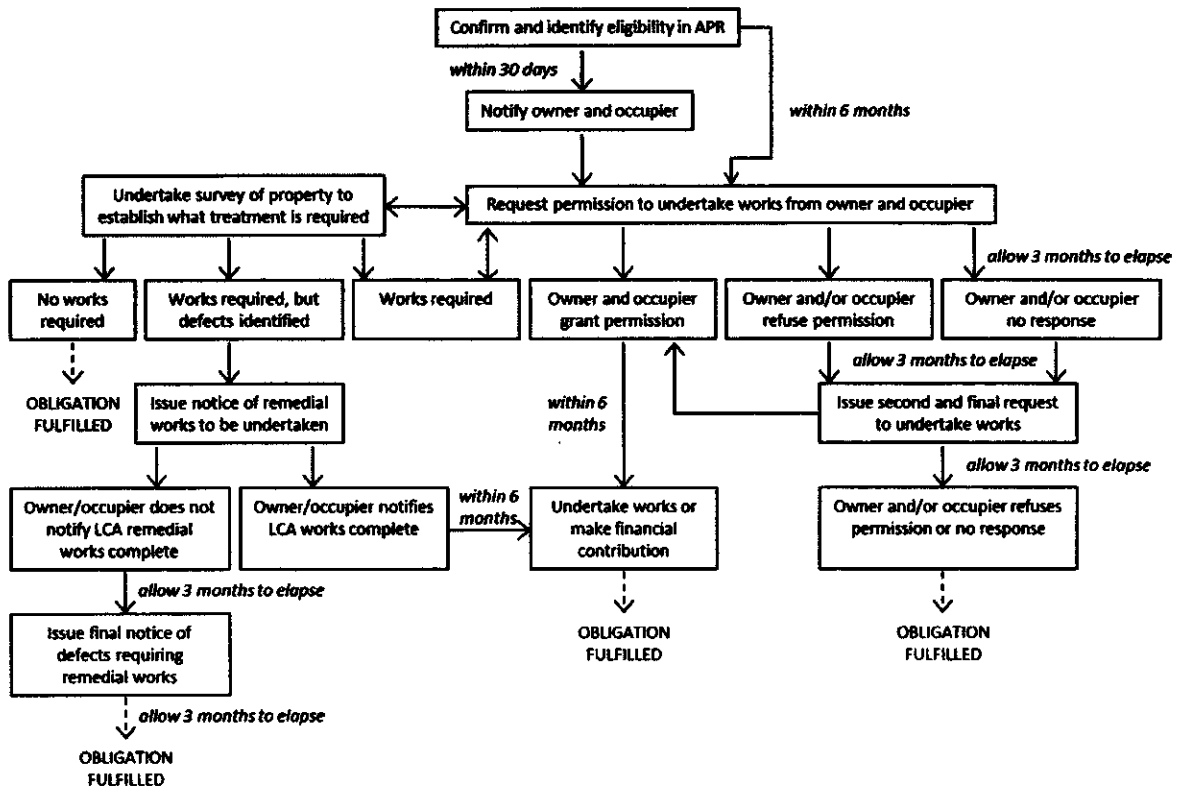 Confirm and identify eligibility in APR
within 30 days
Notify owner and occupier
within 6 months
Undertake survey of property to
establish what treatment is required
Request permission to undertake works from owner and occupier
allow 3 months to elapse
No works
required
Works required, but
defects identified
Works required
Owner and occupier
grant permission
Owner and/or occupier
refuse permission
Owner and/or occupier
no response
allow 3 months to elapse
OBLIGATION
FULFILLED
Issue notice of remedial
works to be undertaken
within 6
months
Issue second and final request
to undertake works
allow 3 months to elapse
Owner/occupier does not
notify LCA remedial
works complete
Owner/occupier notifies
LCA works complete
within 6
months
Undertake works or
make financial
contribution
Owner and/or occupier refuses
permission or no response
allow 3 months to elapse
Issue final notice of
defects requiring
remedial works
OBLIGATION
FULFILLED
OBLIGATION
FULFILLED
allow 3 months to elapse
OBLIGATION
FULFILLED